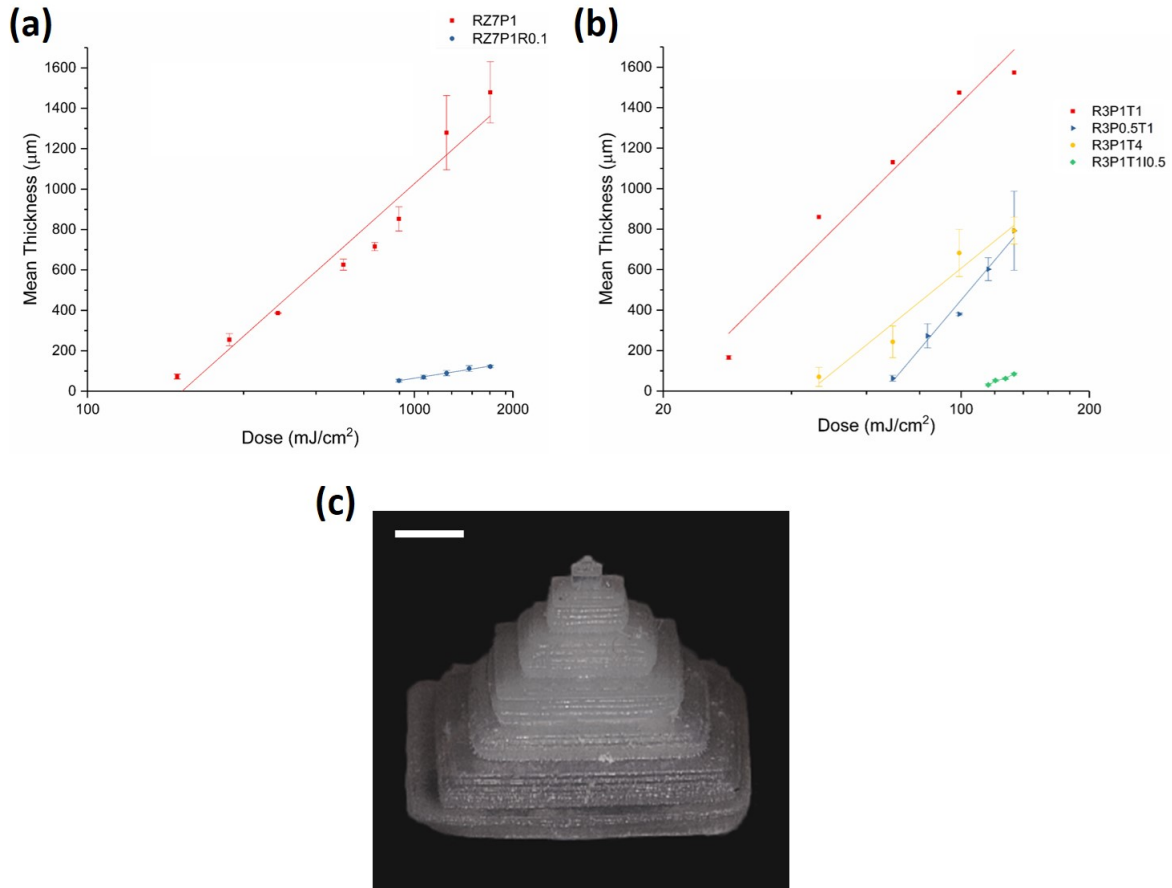 (a)
RZ7P1
RZ7P1R0.1
1600
1400
1200
1000
800
600
400
200
0
Mean Thickness (μm)
100
1000
2000
Dose (mJ/cm²)
(b)
R3P1T1
R3P0.5T1
R3P1T4
R3P1T1I0.5
1600
1400
1200
1000
800
600
400
200
0
Mean Thickness (μm)
20
100
200
Dose (mJ/cm²)
(c)